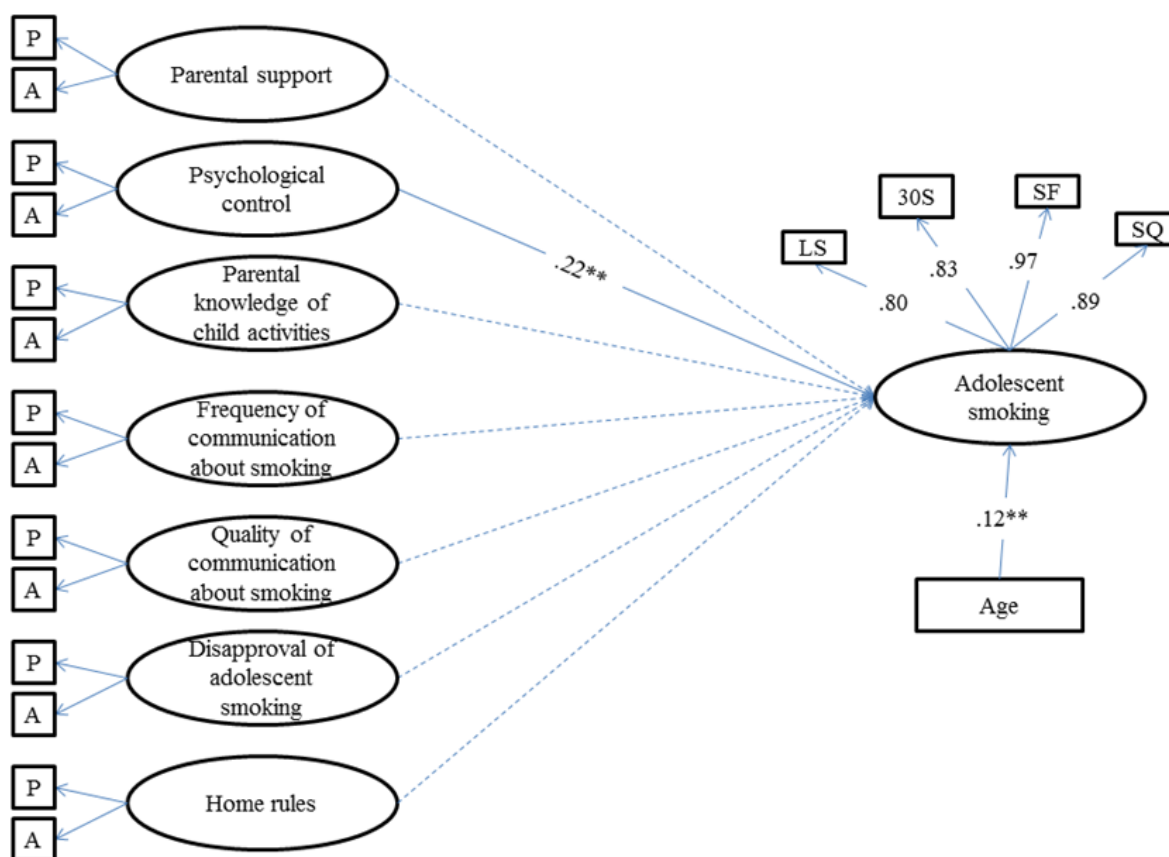 P
A
Parental support
P
A
Psychological
control
.22**
P
A
Parental
knowledge of
child activities
P
A
Frequency of
communication
about smoking
P
A
Quality of
communication
about smoking
P
A
Disapproval of
adolescent
smoking
P
A
Home rules
LS
30S
SF
SQ
.80
.83
.97
.89
Adolescent
smoking
.12**
Age